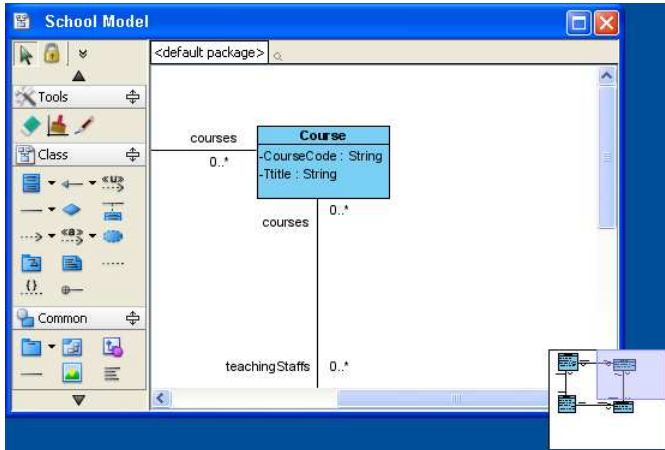 School Model
<default package>
Tools
Class
Common
courses
0..*
Course
-CourseCode : String
-Ttitle : String
0..*
courses
teachingStaffs
0..*